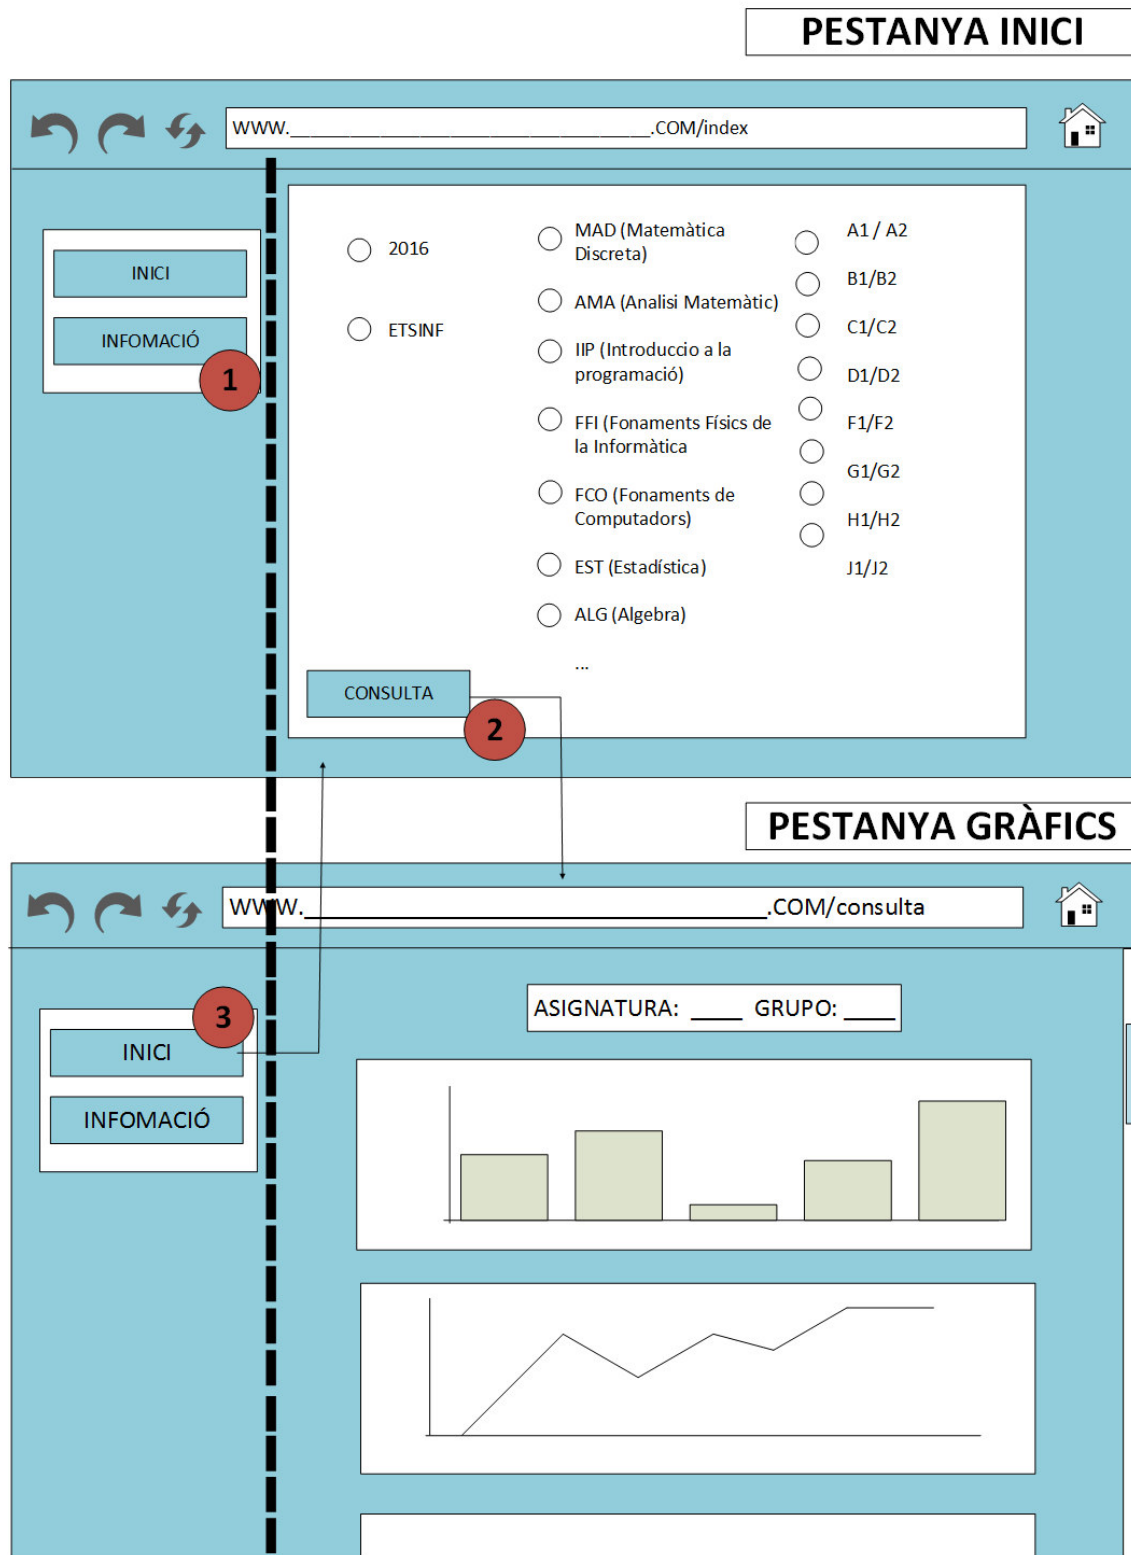 PESTANYA INICI
WWW.________________________________________.COM/index
INICI
INFOMACIÓ
1
2016
ETSINF
MAD (Matemàtica
Discreta)
AMA (Analisi Matemàtic)
IIP (Introduccio a la
programació)
FFI (Fonaments Físics de
la Informàtica
FCO (Fonaments de
Computadors)
EST (Estadística)
ALG (Algebra)
...
A1 / A2
B1/B2
C1/C2
D1/D2
F1/F2
G1/G2
H1/H2
J1/J2
CONSULTA
2
PESTANYA GRÀFICS
WWW.________________________________________.COM/consulta
3
INICI
INFOMACIÓ
ASIGNATURA: ____ GRUPO: ____